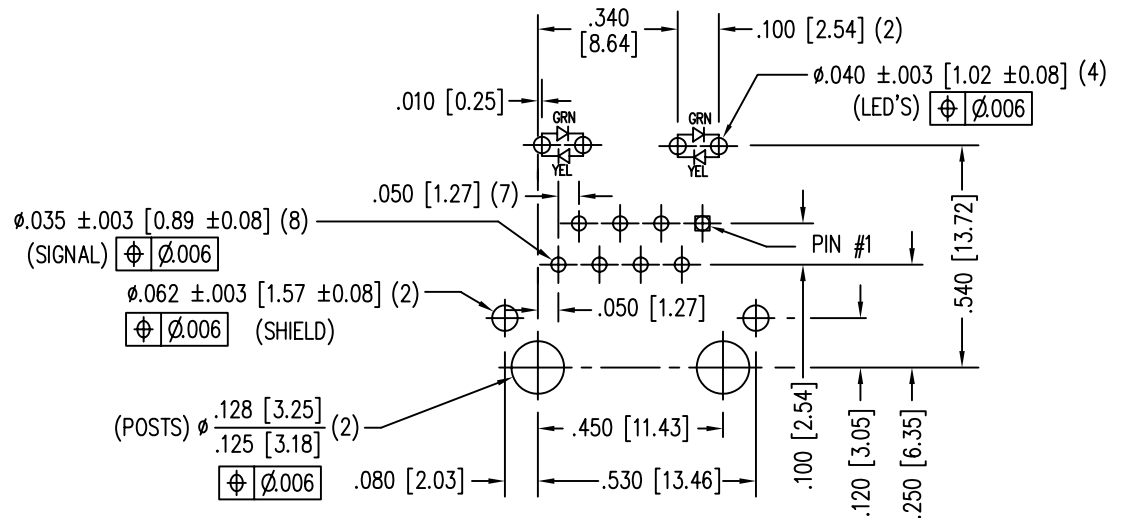 .340
[8.64]
.100 [2.54] (2)
ø.040 ±.003 [1.02 ±0.08] (4)
(LED'S) ⌖ Ø.006
.010 [0.25]
GRN
YEL
GRN
YEL
.050 [1.27] (7)
ø.035 ±.003 [0.89 ±0.08] (8)
(SIGNAL) ⌖ Ø.006
PIN #1
.540 [13.72]
ø.062 ±.003 [1.57 ±0.08] (2)
⌖ Ø.006 (SHIELD)
.050 [1.27]
(POSTS) ø .128 [3.25]
.125 [3.18] (2)
⌖ Ø.006
.450 [11.43]
.080 [2.03]
.530 [13.46]
.100 [2.54]
.120 [3.05]
.250 [6.35]